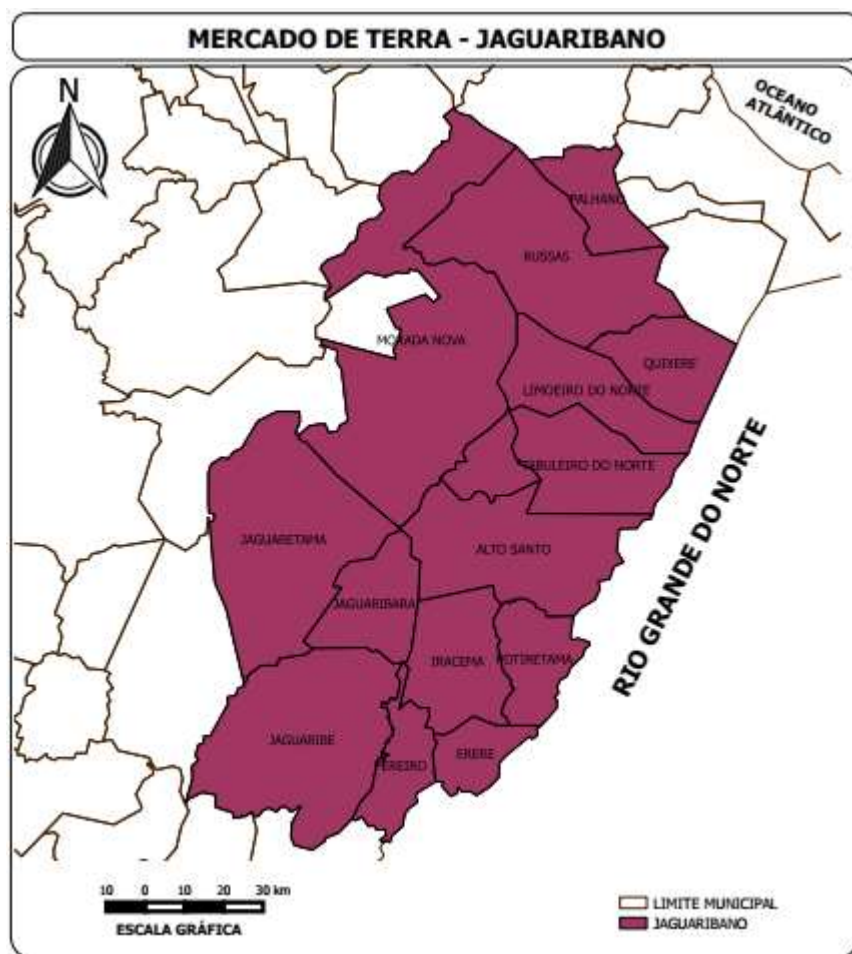 MERCADO DE TERRA - JAGUARIBANO
N
OCEANO
ATLÂNTICO
PALHANO
RUSSAS
MORADA NOVA
QUIXERE
LIMOEIRO DO NORTE
TABULEIRO DO NORTE
RIO GRANDE DO NORTE
JAGUARETAMA
ALTO SANTO
JAGUARIBARA
IRACEMA
POTIRETAMA
JAGUARIBE
PEREIRO
ERERE
10 0 10 20 30 km
ESCALA GRÁFICA
LIMITE MUNICIPAL
JAGUARIBANO